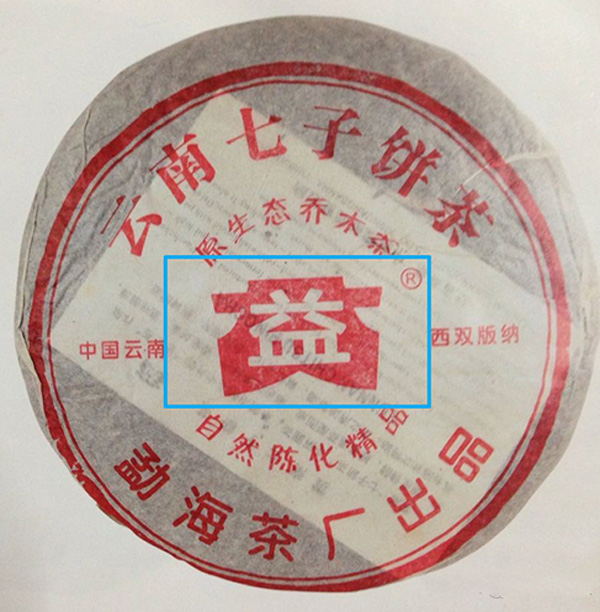 云南七子饼茶
原生态乔木茶
益
®
中国云南
西双版纳
自然陈化精品
勐海茶厂出品